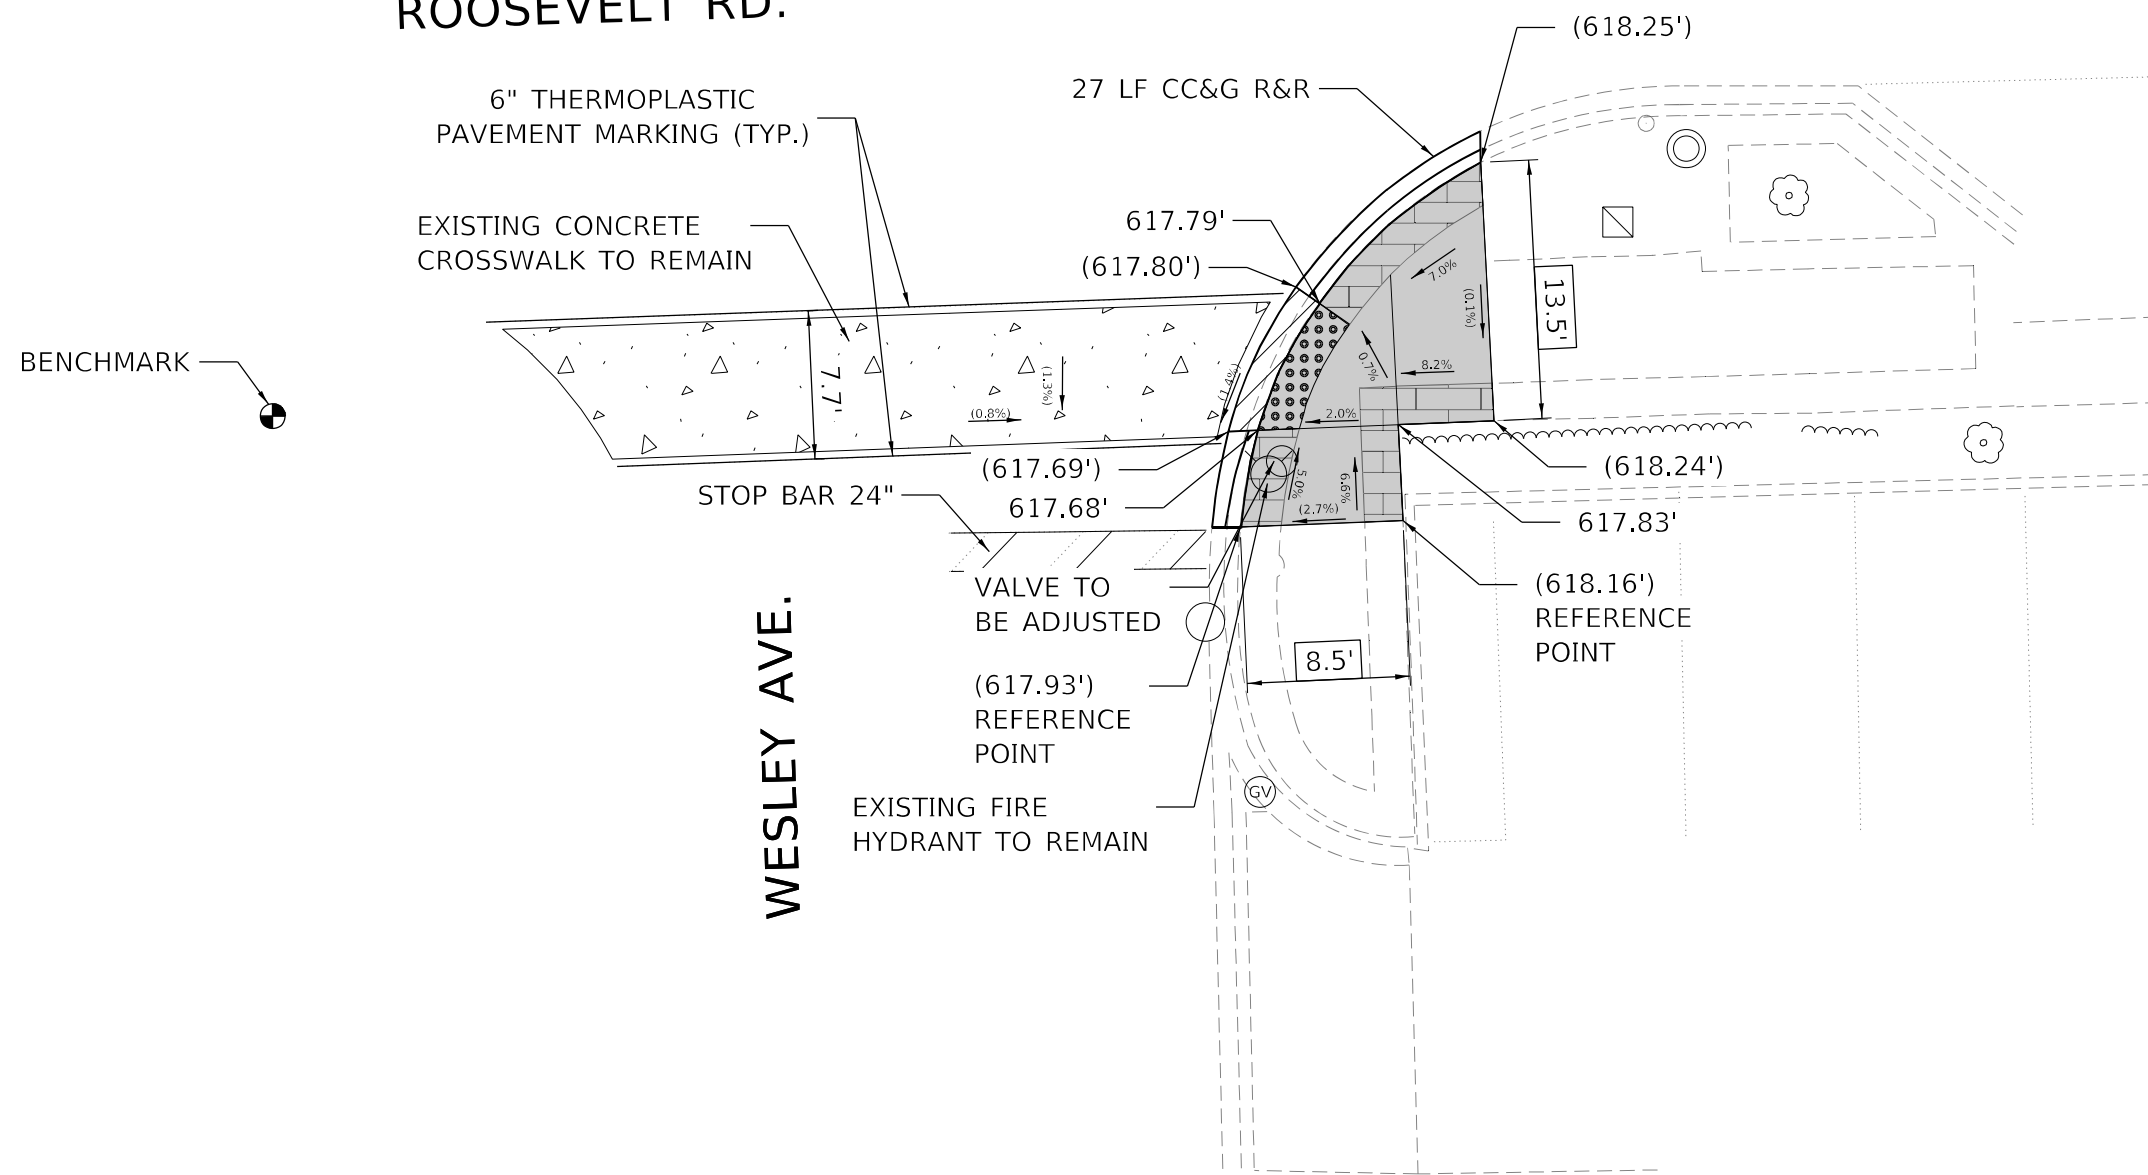 ROOSEVELT RD.
(618.25')
27 LF CC&G R&R
6" THERMOPLASTIC
PAVEMENT MARKING (TYP.)
617.79'
(617.80')
EXISTING CONCRETE
CROSSWALK TO REMAIN
7.0%
(0.1%)
13.5'
BENCHMARK
7.7'
(1.3%)
(0.8%)
(1.4%)
0.7%
8.2%
2.0%
(617.69')
617.68'
STOP BAR 24"
5.0%
6.6%
(2.7%)
(618.24')
617.83'
VALVE TO
BE ADJUSTED
(618.16')
REFERENCE
POINT
8.5'
(617.93')
REFERENCE
POINT
WESLEY AVE.
GV
EXISTING FIRE
HYDRANT TO REMAIN